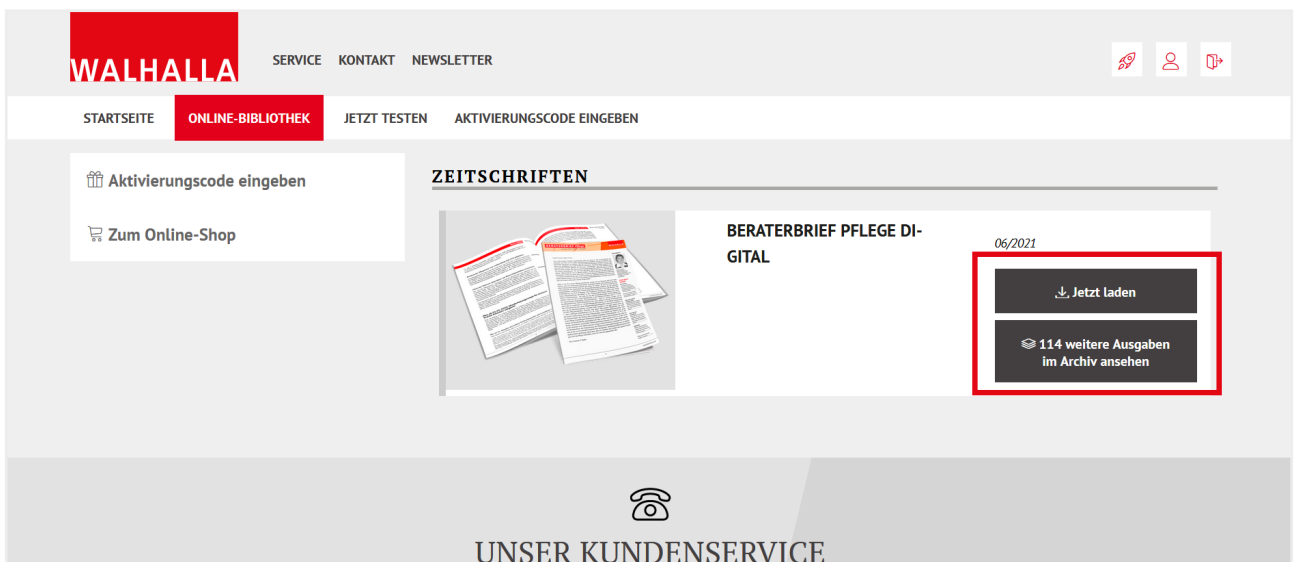 WALHALLA
SERVICE KONTAKT NEWSLETTER
STARTSEITE ONLINE-BIBLIOTHEK JETZT TESTEN AKTIVIERUNGSCODE EINGEBEN
Aktivierungscode eingeben
Zum Online-Shop
ZEITSCHRIFTEN
BERATERBRIEF PFLEGE DI-
GITAL
06/2021
Jetzt laden
114 weitere Ausgaben
im Archiv ansehen
UNSER KUNDENSERVICE